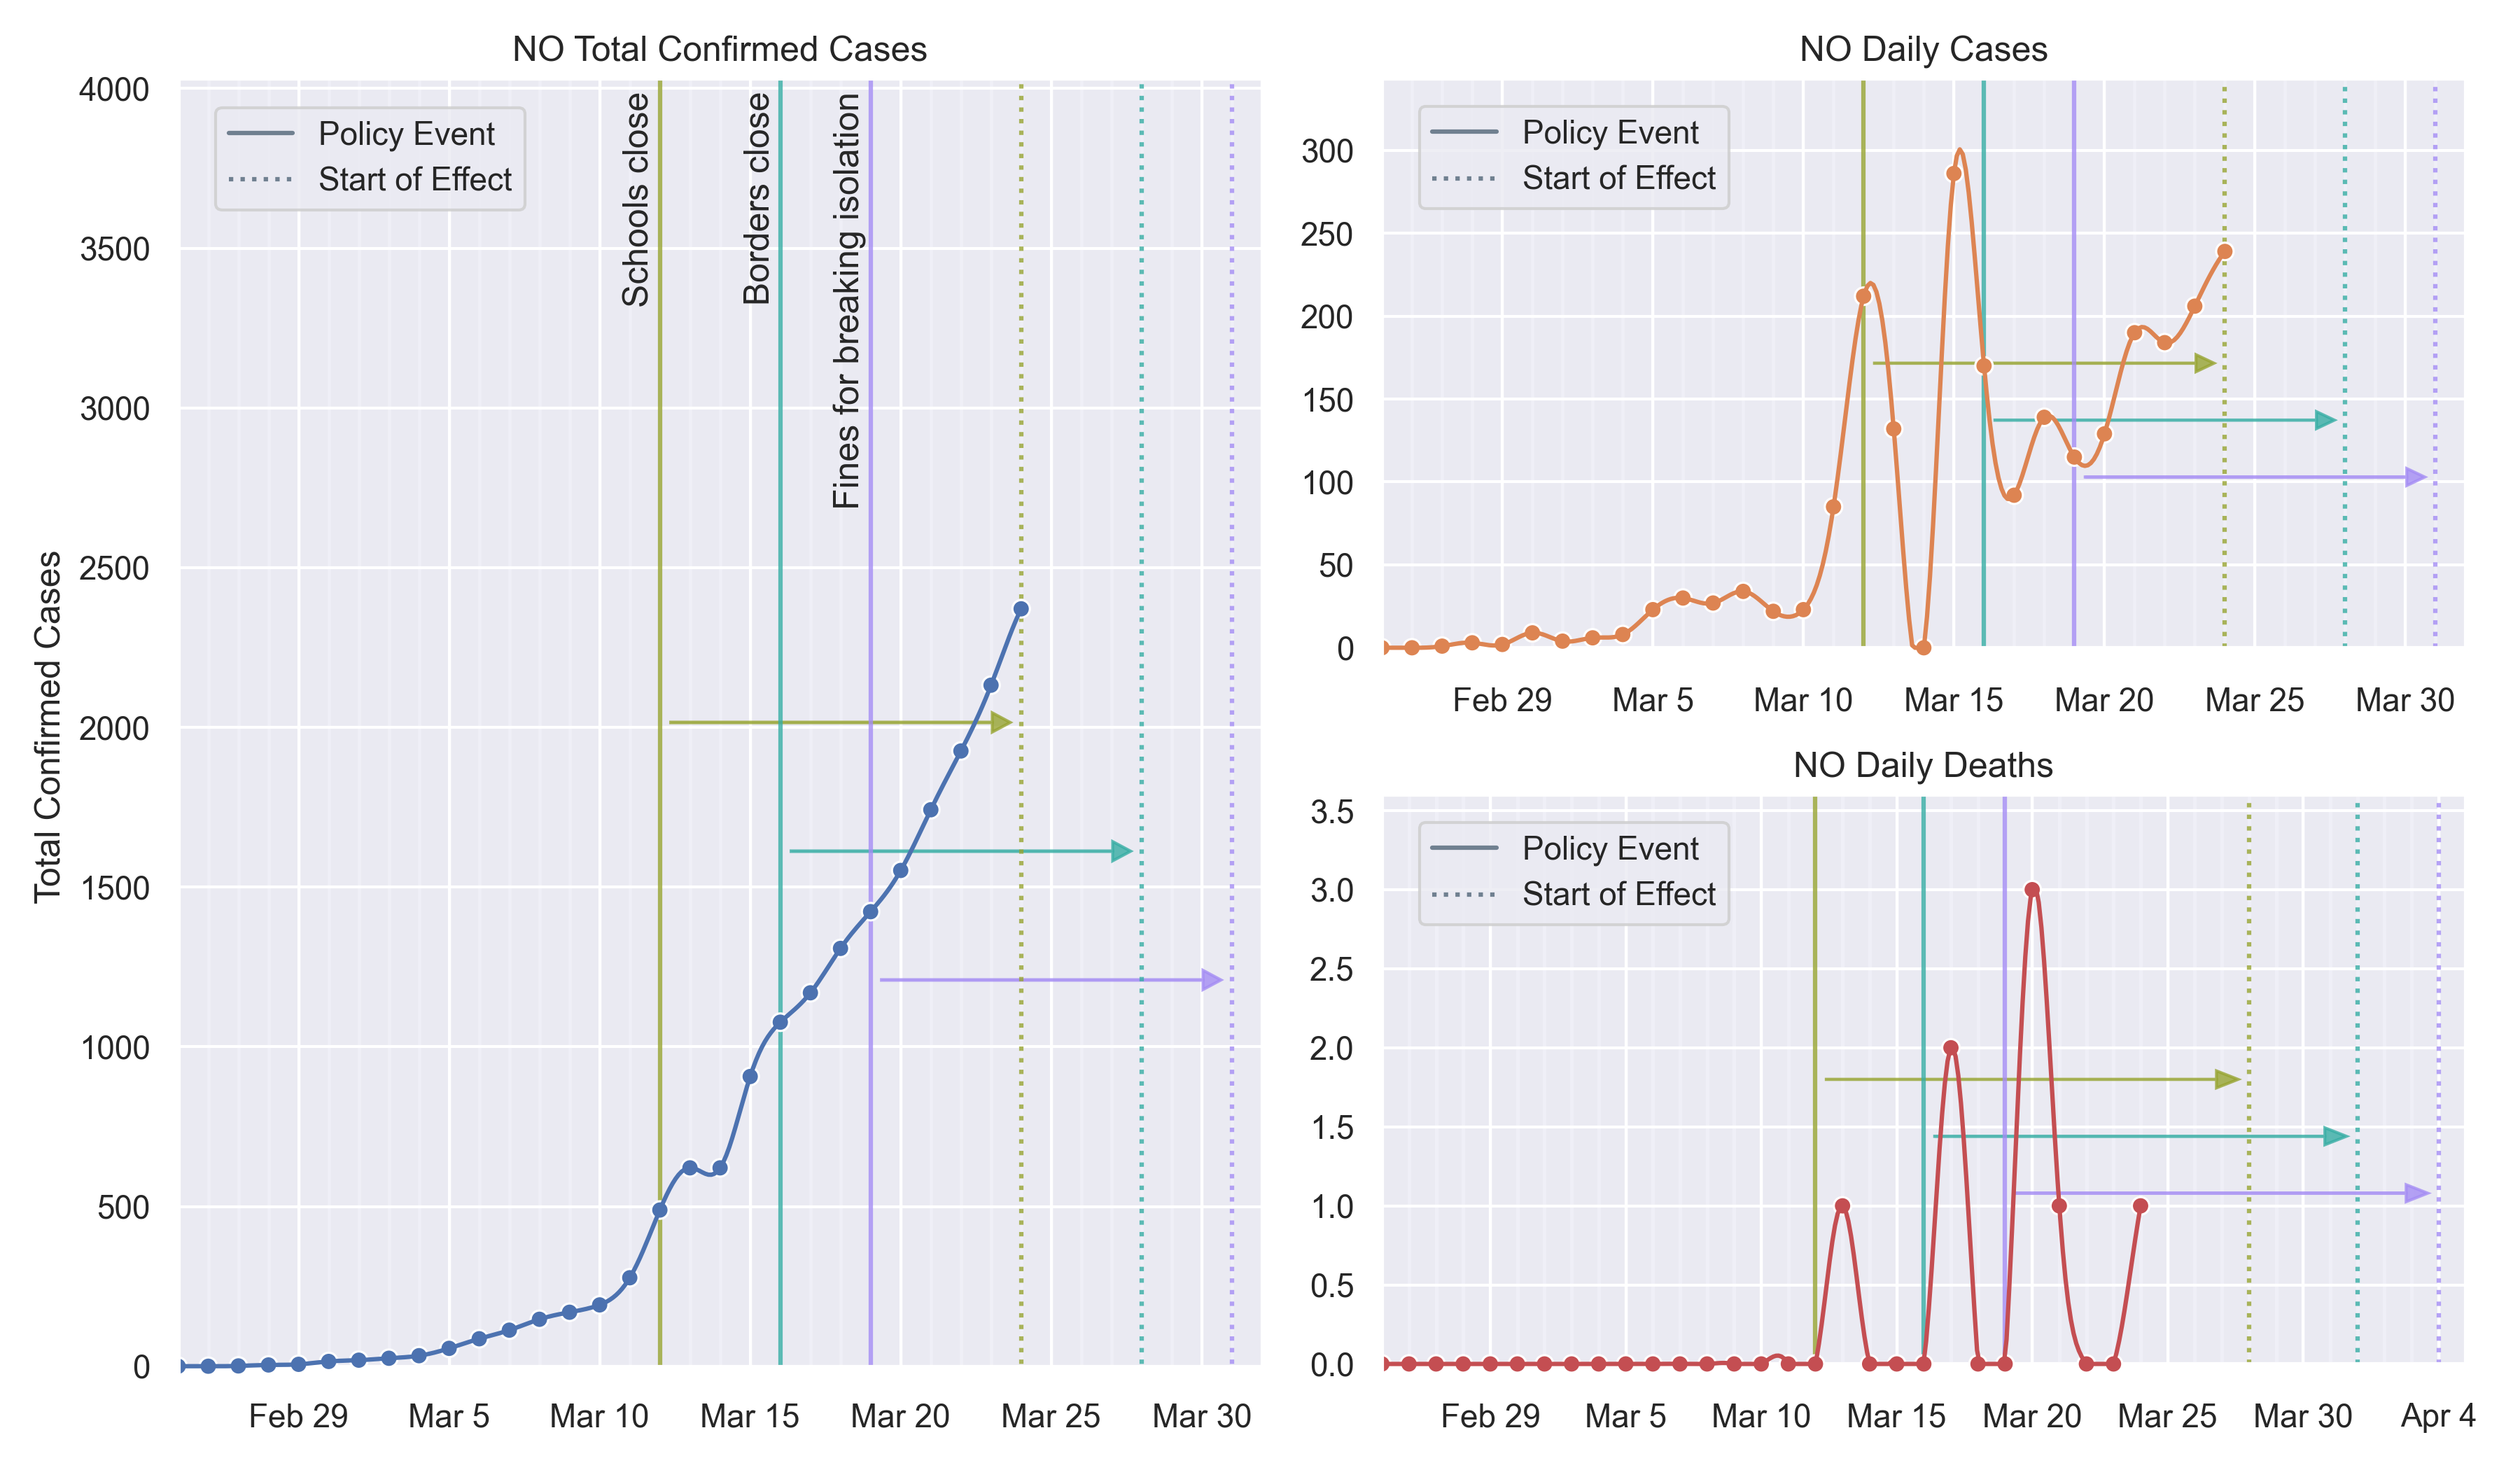 NO Total Confirmed Cases
4000
3500
3000
2500
2000
1500
1000
500
0
Total Confirmed Cases
Policy Event
Start of Effect
Schools close
Borders close
Fines for breaking isolation
Feb 29 Mar 5 Mar 10 Mar 15 Mar 20 Mar 25 Mar 30
NO Daily Cases
300
250
200
150
100
50
0
Policy Event
Start of Effect
Feb 29 Mar 5 Mar 10 Mar 15 Mar 20 Mar 25 Mar 30
NO Daily Deaths
3.5
3.0
2.5
2.0
1.5
1.0
0.5
0.0
Policy Event
Start of Effect
Feb 29 Mar 5 Mar 10 Mar 15 Mar 20 Mar 25 Mar 30 Apr 4